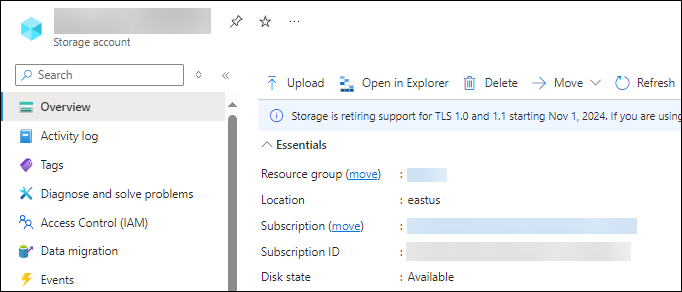 ...
Storage account
Search
«
Overview
Activity log
Tags
Diagnose and solve problems
Access Control (IAM)
Data migration
Events
Upload Open in Explorer Delete Move Refresh
Storage is retiring support for TLS 1.0 and 1.1 starting Nov 1, 2024. If you are using
Essentials
Resource group (move) :
Location : eastus
Subscription (move) :
Subscription ID :
Disk state : Available